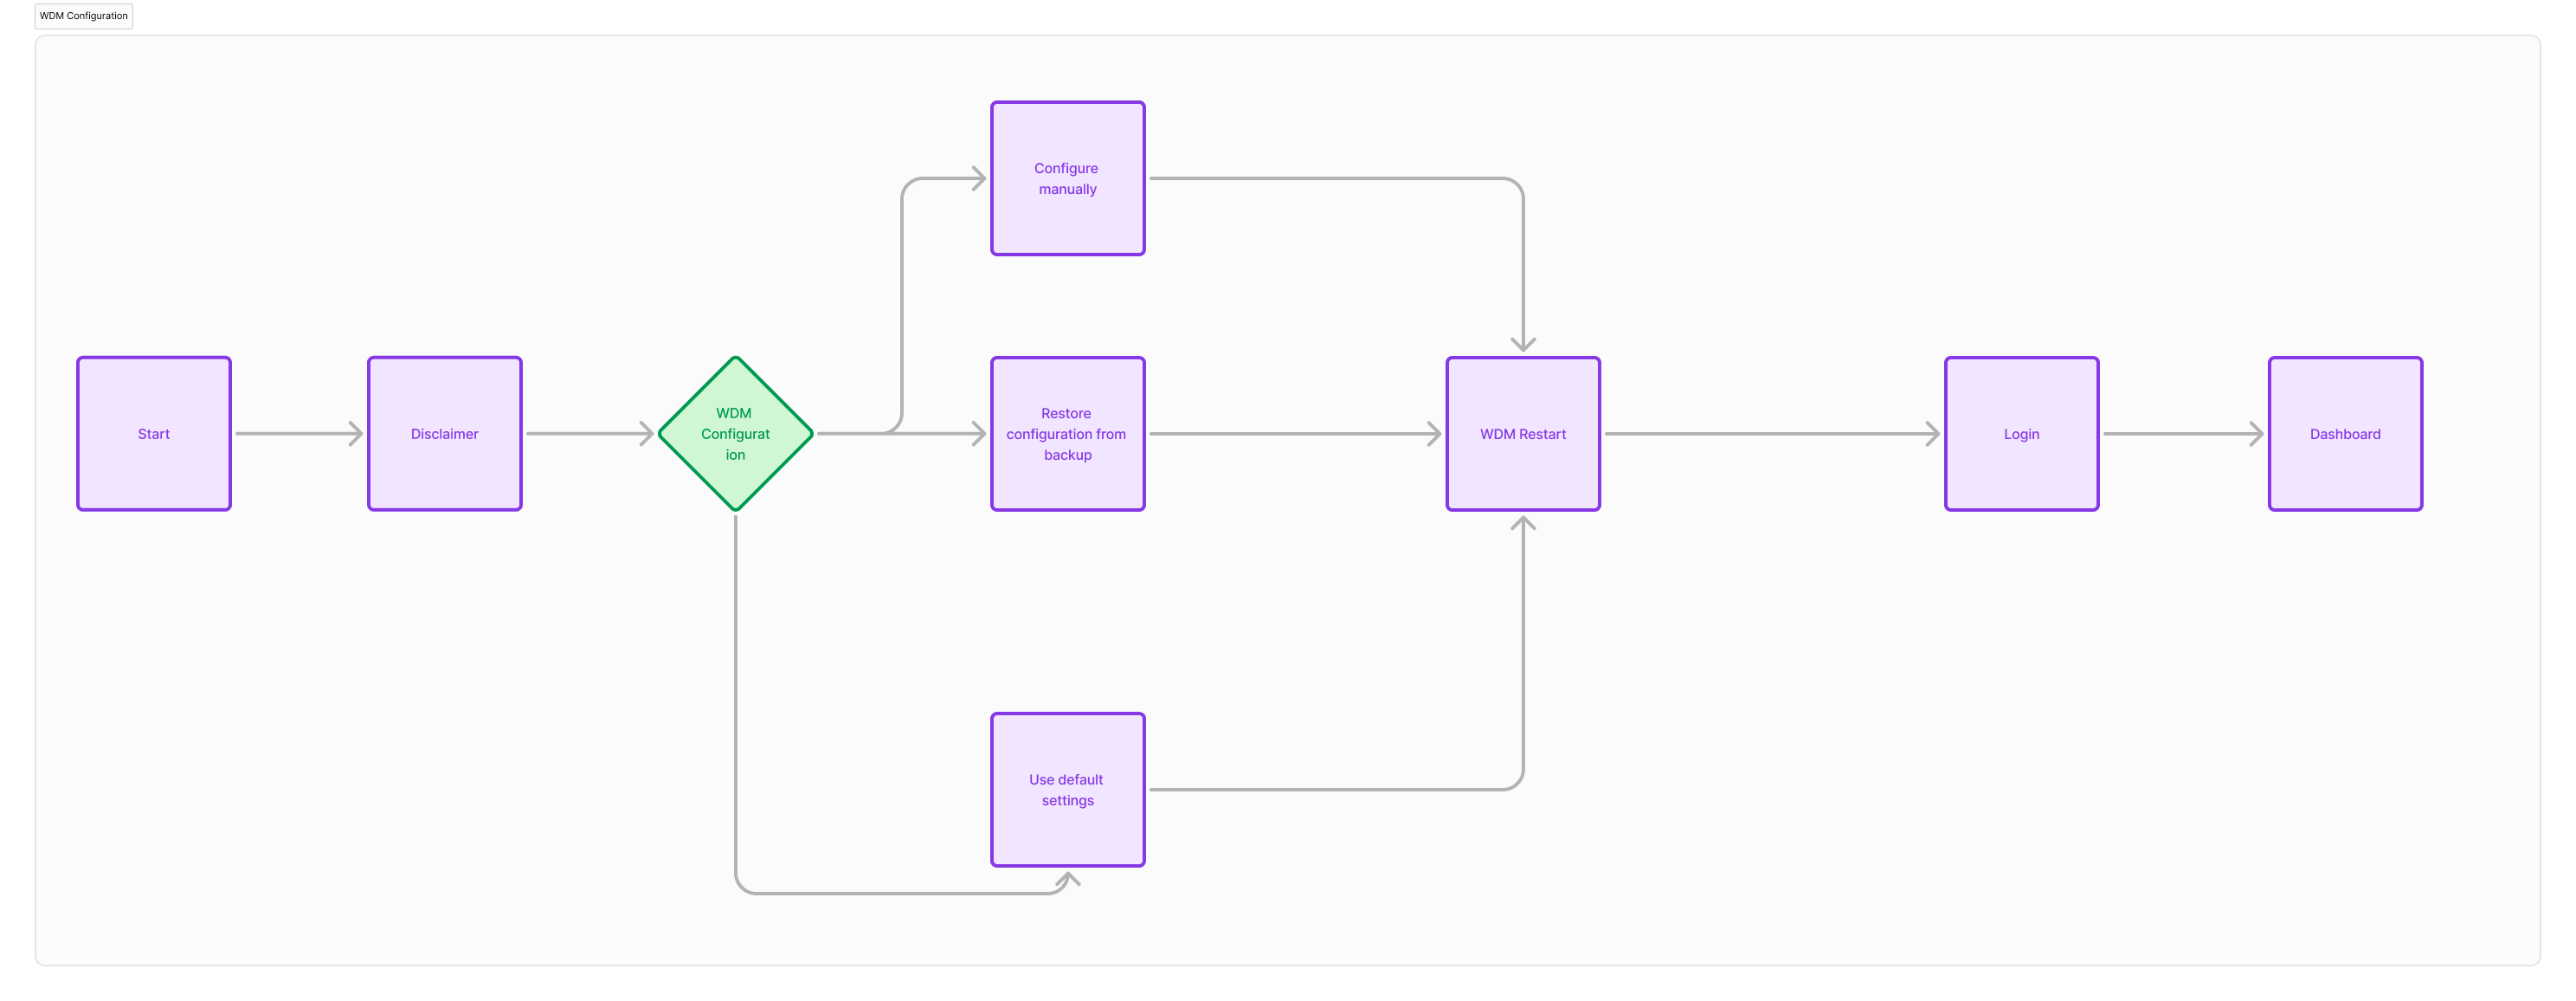 WDM Configuration
Configure
manually
Start
Disclaimer
WDM
Configurat
ion
Restore
configuration from
backup
WDM Restart
Login
Dashboard
Use default
settings